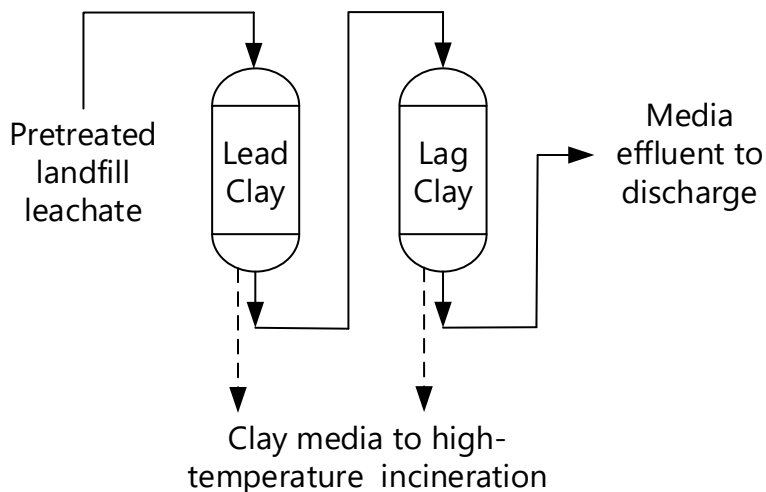 Pretreated
landfill
leachate
Lead
Clay
Lag
Clay
Media
effluent to
discharge
Clay media to high-
temperature incineration